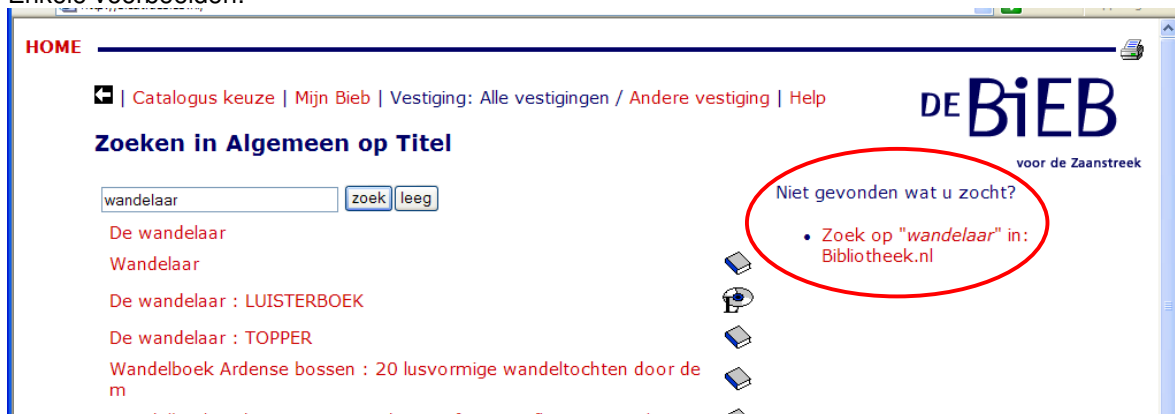 Enkele voorbeelden:
HOME
| Catalogus keuze | Mijn Bieb | Vestiging: Alle vestigingen / Andere vestiging | Help
DE BiEB
voor de Zaanstreek
Zoeken in Algemeen op Titel
wandelaar zoek leeg
Niet gevonden wat u zocht?
• Zoek op "wandelaar" in:
Bibliotheek.nl
De wandelaar
Wandelaar
De wandelaar : LUISTERBOEK
De wandelaar : TOPPER
Wandelboek Ardense bossen : 20 lusvormige wandeltochten door de
m